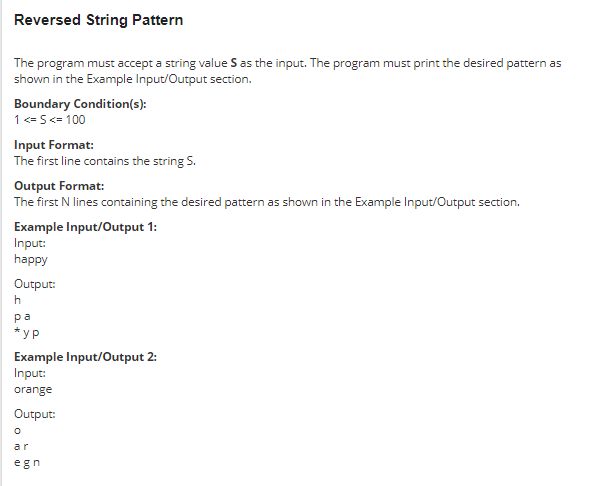 Reversed String Pattern
The program must accept a string value S as the input. The program must print the desired pattern as
shown in the Example Input/Output section.
Boundary Condition(s):
1 <= S <= 100
Input Format:
The first line contains the string S.
Output Format:
The first N lines containing the desired pattern as shown in the Example Input/Output section.
Example Input/Output 1:
Input:
happy
Output:
h
p a
* y p
Example Input/Output 2:
Input:
orange
Output:
o
a r
e g n